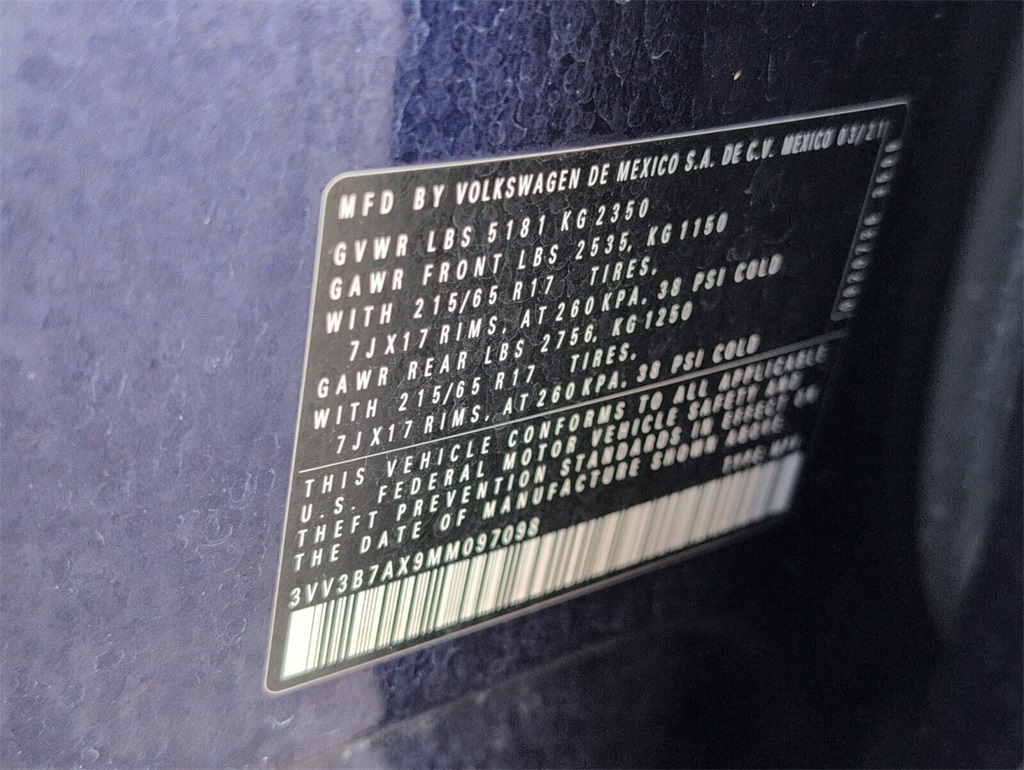 MFD BY VOLKSWAGEN DE MEXICO S.A. DE C.V. MEXICO 03/21
GVWR LBS 5181 KG 2350
GAWR FRONT LBS 2535, KG 1150
WITH 215/65 R17 TIRES,
7JX17 RIMS, AT 260 KPA, 38 PSI COLD
GAWR REAR LBS 2756, KG 1250
WITH 215/65 R17 TIRES,
7JX17 RIMS, AT 260 KPA, 38 PSI COLD
THIS VEHICLE CONFORMS TO ALL APPLICABLE
U.S. FEDERAL MOTOR VEHICLE SAFETY AND
THEFT PREVENTION STANDARDS IN EFFECT ON
THE DATE OF MANUFACTURE SHOWN ABOVE.
3VV3B7AX9MM097098